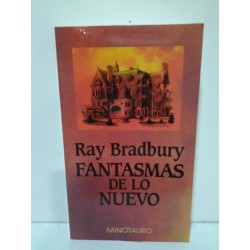 Ray Bradbury
FANTASMAS
DE LO
NUEVO
MINOTAURO